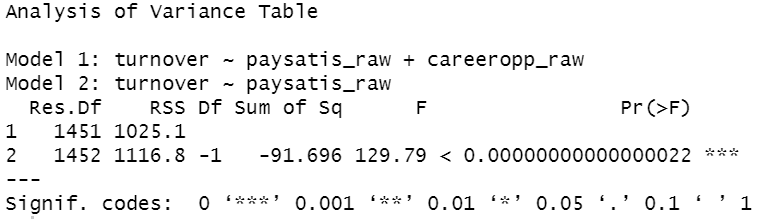 Analysis of Variance Table

Model 1: turnover ~ paysatis_raw + careeropp_raw
Model 2: turnover ~ paysatis_raw
  Res.Df    RSS Df Sum of Sq      F                Pr(>F)
1   1451 1025.1
2   1452 1116.8 -1   -91.696 129.79 < 0.00000000000000022 ***
---
Signif. codes:  0 ‘***’ 0.001 ‘**’ 0.01 ‘*’ 0.05 ‘.’ 0.1 ‘ ’ 1